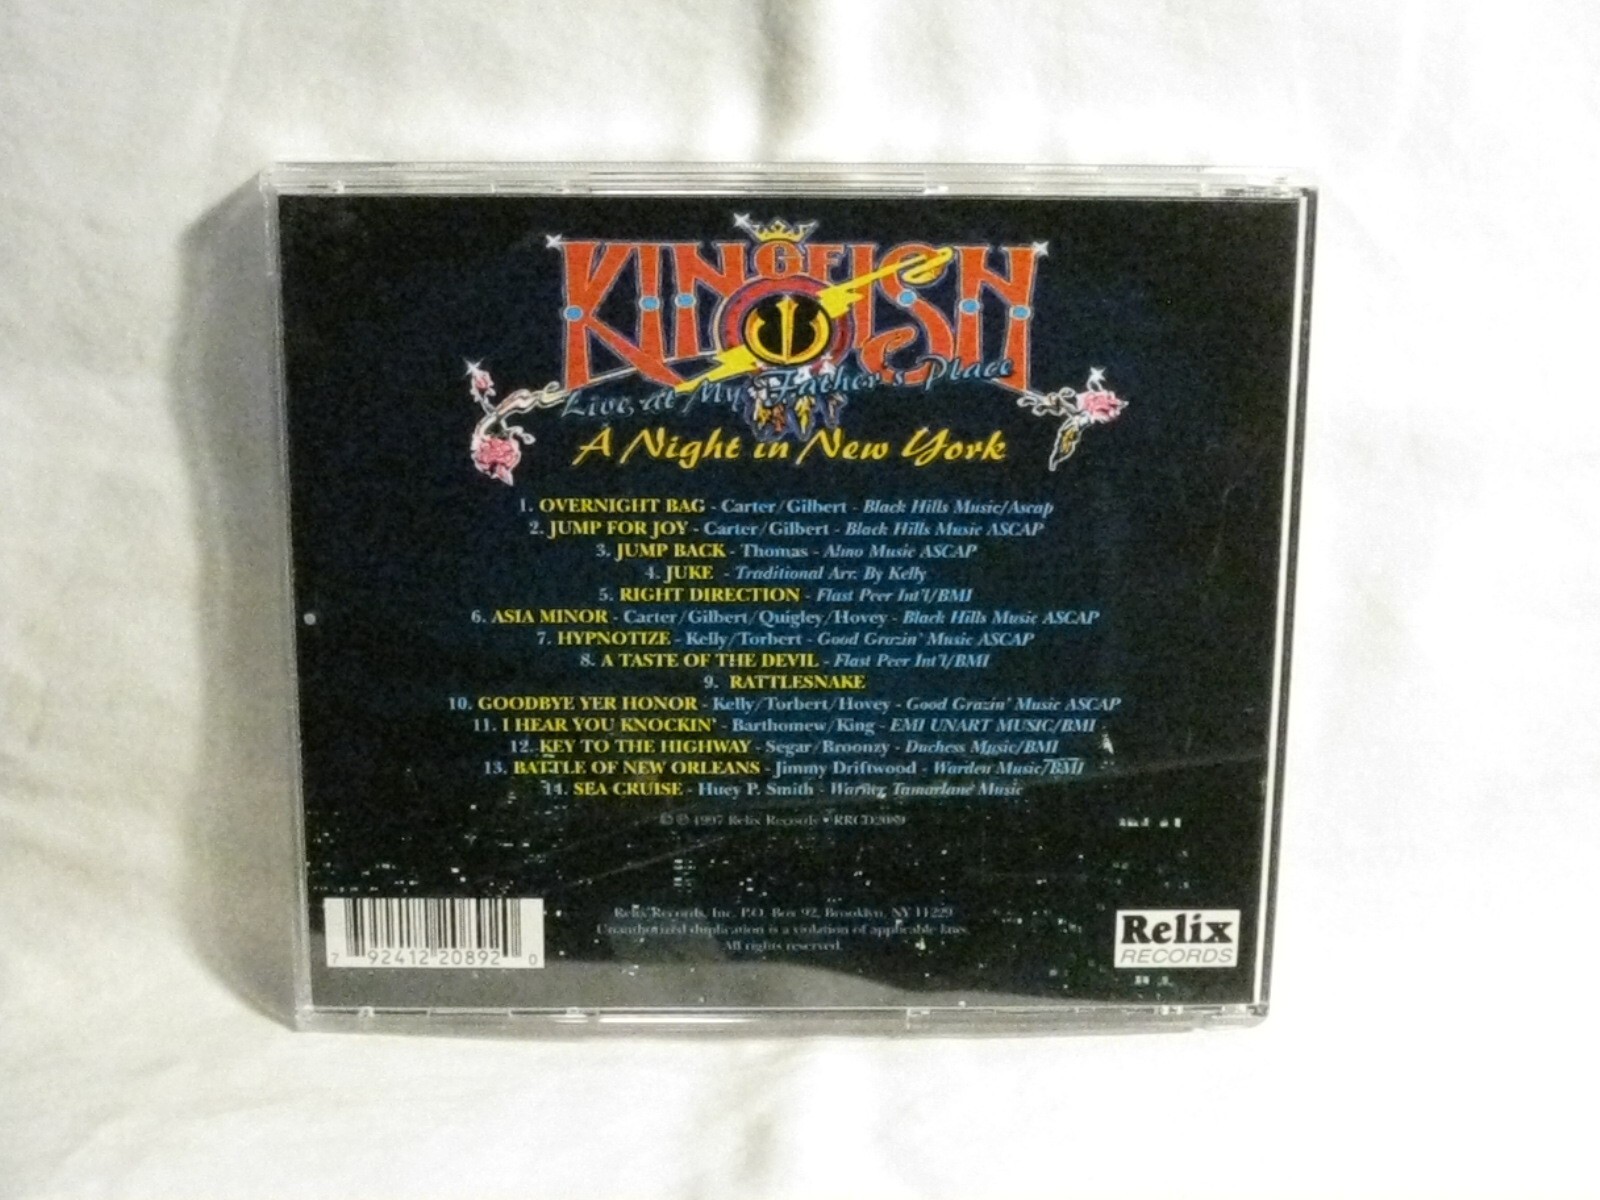 KINGFISH
Live at My Father's Place
A Night in New York
1. OVERNIGHT BAG - Carter/Gilbert - Black Hills Music/Ascap
2. JUMP FOR JOY - Carter/Gilbert - Black Hills Music ASCAP
3. JUMP BACK - Thomas - Almo Music ASCAP
4. JUKE - Traditional Arr. By Kelly
5. RIGHT DIRECTION - Flast Peer Int'l/BMI
6. ASIA MINOR - Carter/Gilbert/Quigley/Hovey - Black Hills Music ASCAP
7. HYPNOTIZE - Kelly/Torbert - Good Grazin' Music ASCAP
8. A TASTE OF THE DEVIL - Flast Peer Int'l/BMI
9. RATTLESNAKE
10. GOODBYE YER HONOR - Kelly/Torbert/Hovey - Good Grazin' Music ASCAP
11. I HEAR YOU KNOCKIN' - Barthomew/King - EMI UNART MUSIC/BMI
12. KEY TO THE HIGHWAY - Segar/Broonzy - Duchess Music/BMI
13. BATTLE OF NEW ORLEANS - Jimmy Driftwood - Warden Music/BMI
14. SEA CRUISE - Huey P. Smith - Warner Tamarlane Music
© ℗ 1997 Relix Records • RRCD2089
Relix Records, Inc. P.O. Box 92, Brooklyn, NY 11229
Unauthorized duplication is a violation of applicable laws.
All rights reserved.
7 92412 20892 0
Relix
RECORDS